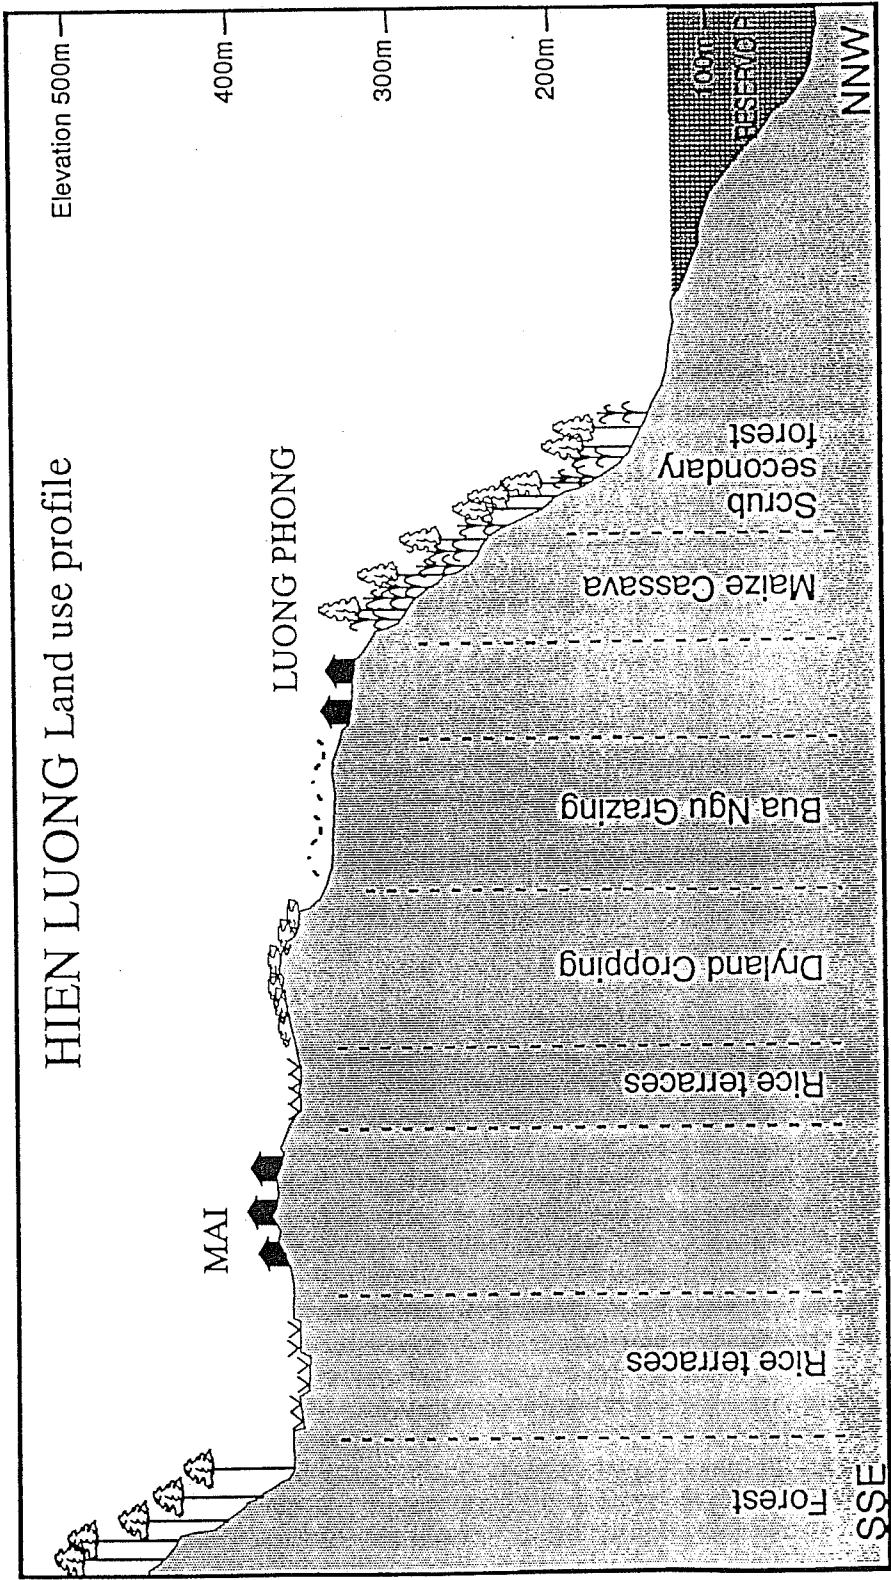 HIEN LUONG Land use profile
Elevation 500m
400m
300m
200m
100m
MAI
LUONG PHONG
RESERVOIR
Forest
Rice terraces
Rice terraces
Dryland Cropping
Bua Ngu Grazing
Maize Cassava
Scrub
secondary
forest
SSE
NNW